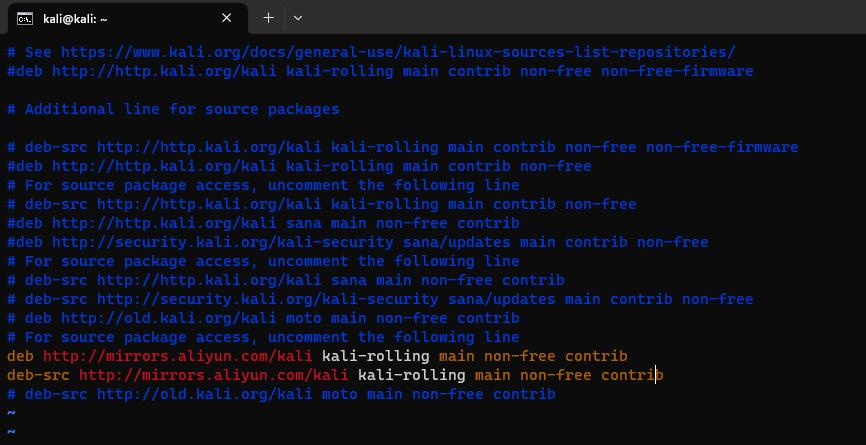 kali@kali: ~
# See https://www.kali.org/docs/general-use/kali-linux-sources-list-repositories/
#deb http://http.kali.org/kali kali-rolling main contrib non-free non-free-firmware
# Additional line for source packages
# deb-src http://http.kali.org/kali kali-rolling main contrib non-free non-free-firmware
#deb http://http.kali.org/kali kali-rolling main contrib non-free
# For source package access, uncomment the following line
# deb-src http://http.kali.org/kali kali-rolling main contrib non-free
#deb http://http.kali.org/kali sana main non-free contrib
#deb http://security.kali.org/kali-security sana/updates main contrib non-free
# For source package access, uncomment the following line
# deb-src http://http.kali.org/kali sana main non-free contrib
# deb-src http://security.kali.org/kali-security sana/updates main contrib non-free
# deb http://old.kali.org/kali moto main non-free contrib
# For source package access, uncomment the following line
deb http://mirrors.aliyun.com/kali kali-rolling main non-free contrib
deb-src http://mirrors.aliyun.com/kali kali-rolling main non-free contrib
# deb-src http://old.kali.org/kali moto main non-free contrib
~
~